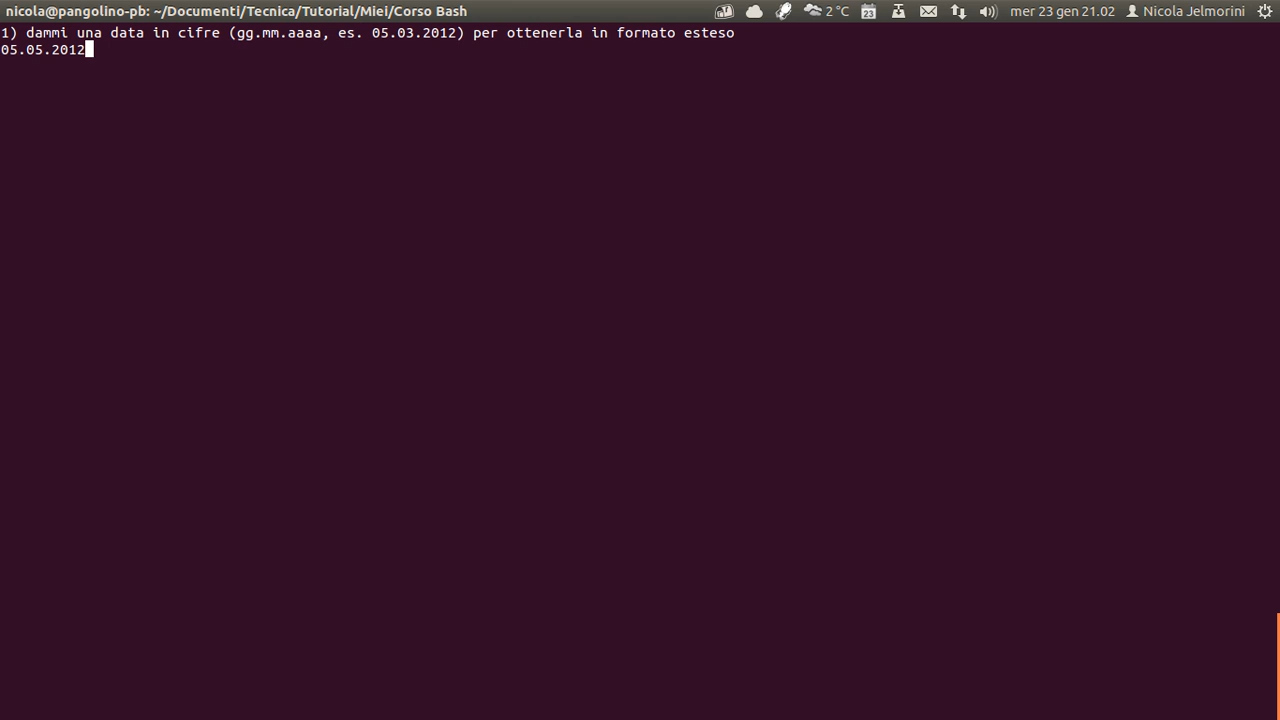 nicola@pangolino-pb: ~/Documenti/Tecnica/Tutorial/Miei/Corso Bash 2 °C 23 mer 23 gen 21.02 Nicola Jelmorini
1) dammi una data in cifre (gg.mm.aaaa, es. 05.03.2012) per ottenerla in formato esteso
05.05.2012